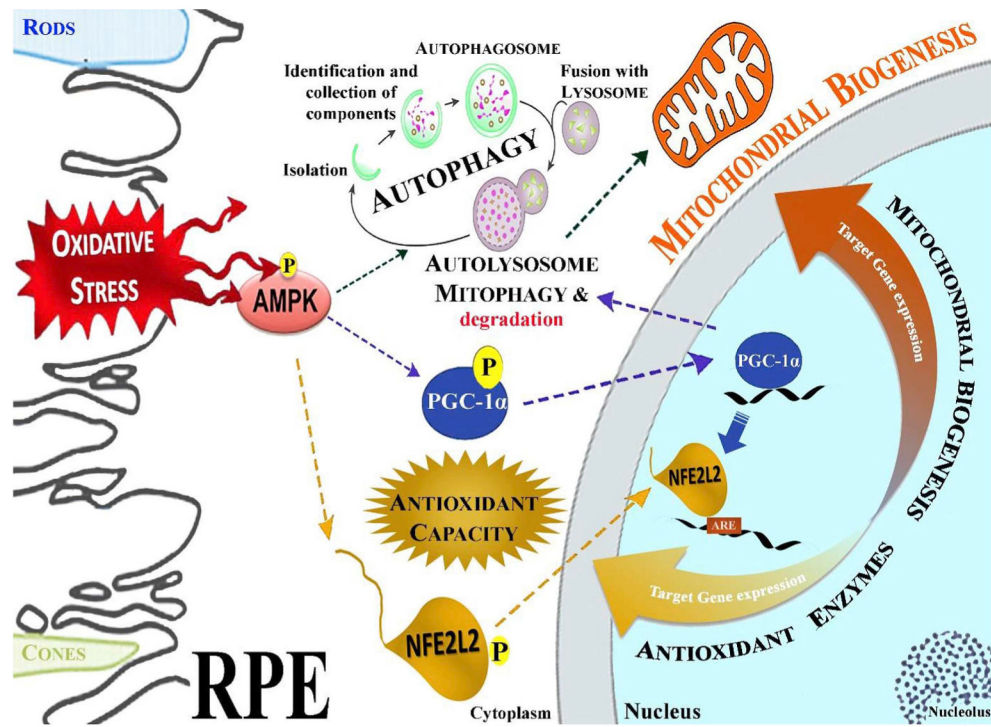 RODS
OXIDATIVE
STRESS
P
AMPK
CONES
RPE
AUTOPHAGOSOME
Identification and
collection of
components
Fusion with
LYSOSOME
Isolation
AUTOPHAGY
AUTOLYSOSOME
MITOPHAGY &
degradation
P
PGC-1α
ANTIOXIDANT
CAPACITY
NFE2L2
P
Cytoplasm
MITOCHONDRIAL BIOGENESIS
Target Gene expression
MITOCHONDRIAL BIOGENESIS
PGC-1α
NFE2L2
ARE
Target Gene expression
ANTIOXIDANT ENZYMES
Nucleus
Nucleolus